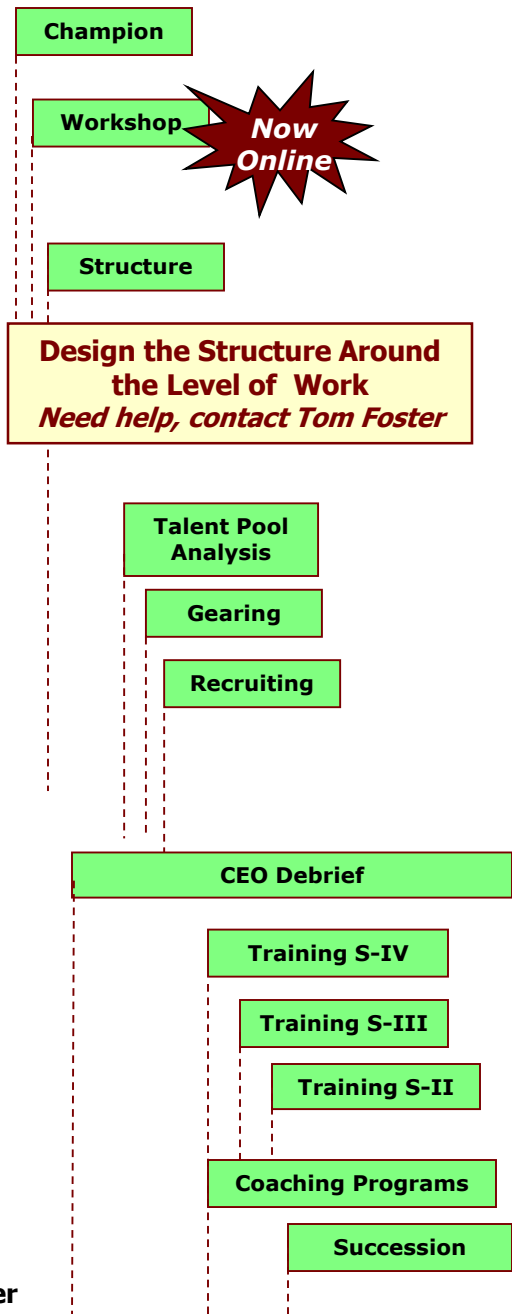 Champion
Workshop
Now
Online
Structure
Design the Structure Around
the Level of Work
Need help, contact Tom Foster
Talent Pool
Analysis
Gearing
Recruiting
CEO Debrief
Training S-IV
Training S-III
Training S-II
Coaching Programs
Succession
er